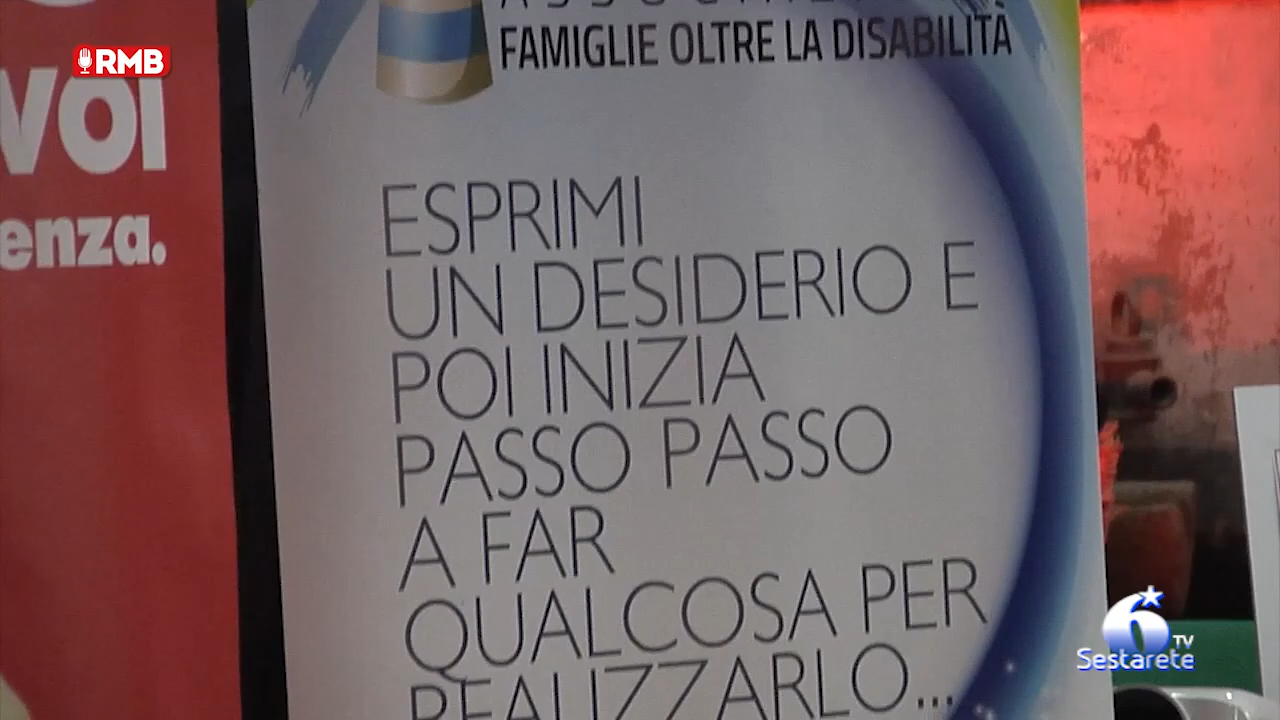 RMB
VOI
enza.
FAMIGLIE OLTRE LA DISABILITÀ
ESPRIMI
UN DESIDERIO E
POI INIZIA
PASSO PASSO
A FAR
QUALCOSA PER
REALIZZARLO...
6 TV
Sestarete